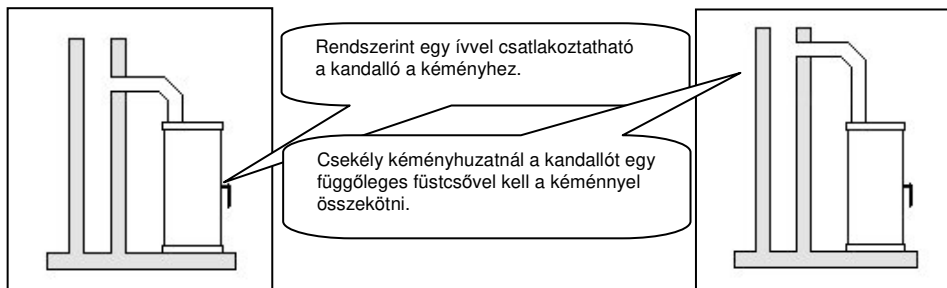 Rendszerint egy ívvel csatlakoztatható
a kandalló a kéményhez.
Csekély kéményhuzatnál a kandallót egy
függőleges füstcsővel kell a kéménnyel
összekötni.